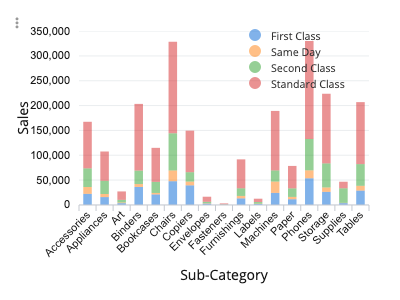 350,000
300,000
250,000
200,000
150,000
100,000
50,000
0
Sales
First Class
Same Day
Second Class
Standard Class
Accessories
Appliances
Art
Binders
Bookcases
Chairs
Copiers
Envelopes
Fasteners
Furnishings
Labels
Machines
Paper
Phones
Storage
Supplies
Tables
Sub-Category